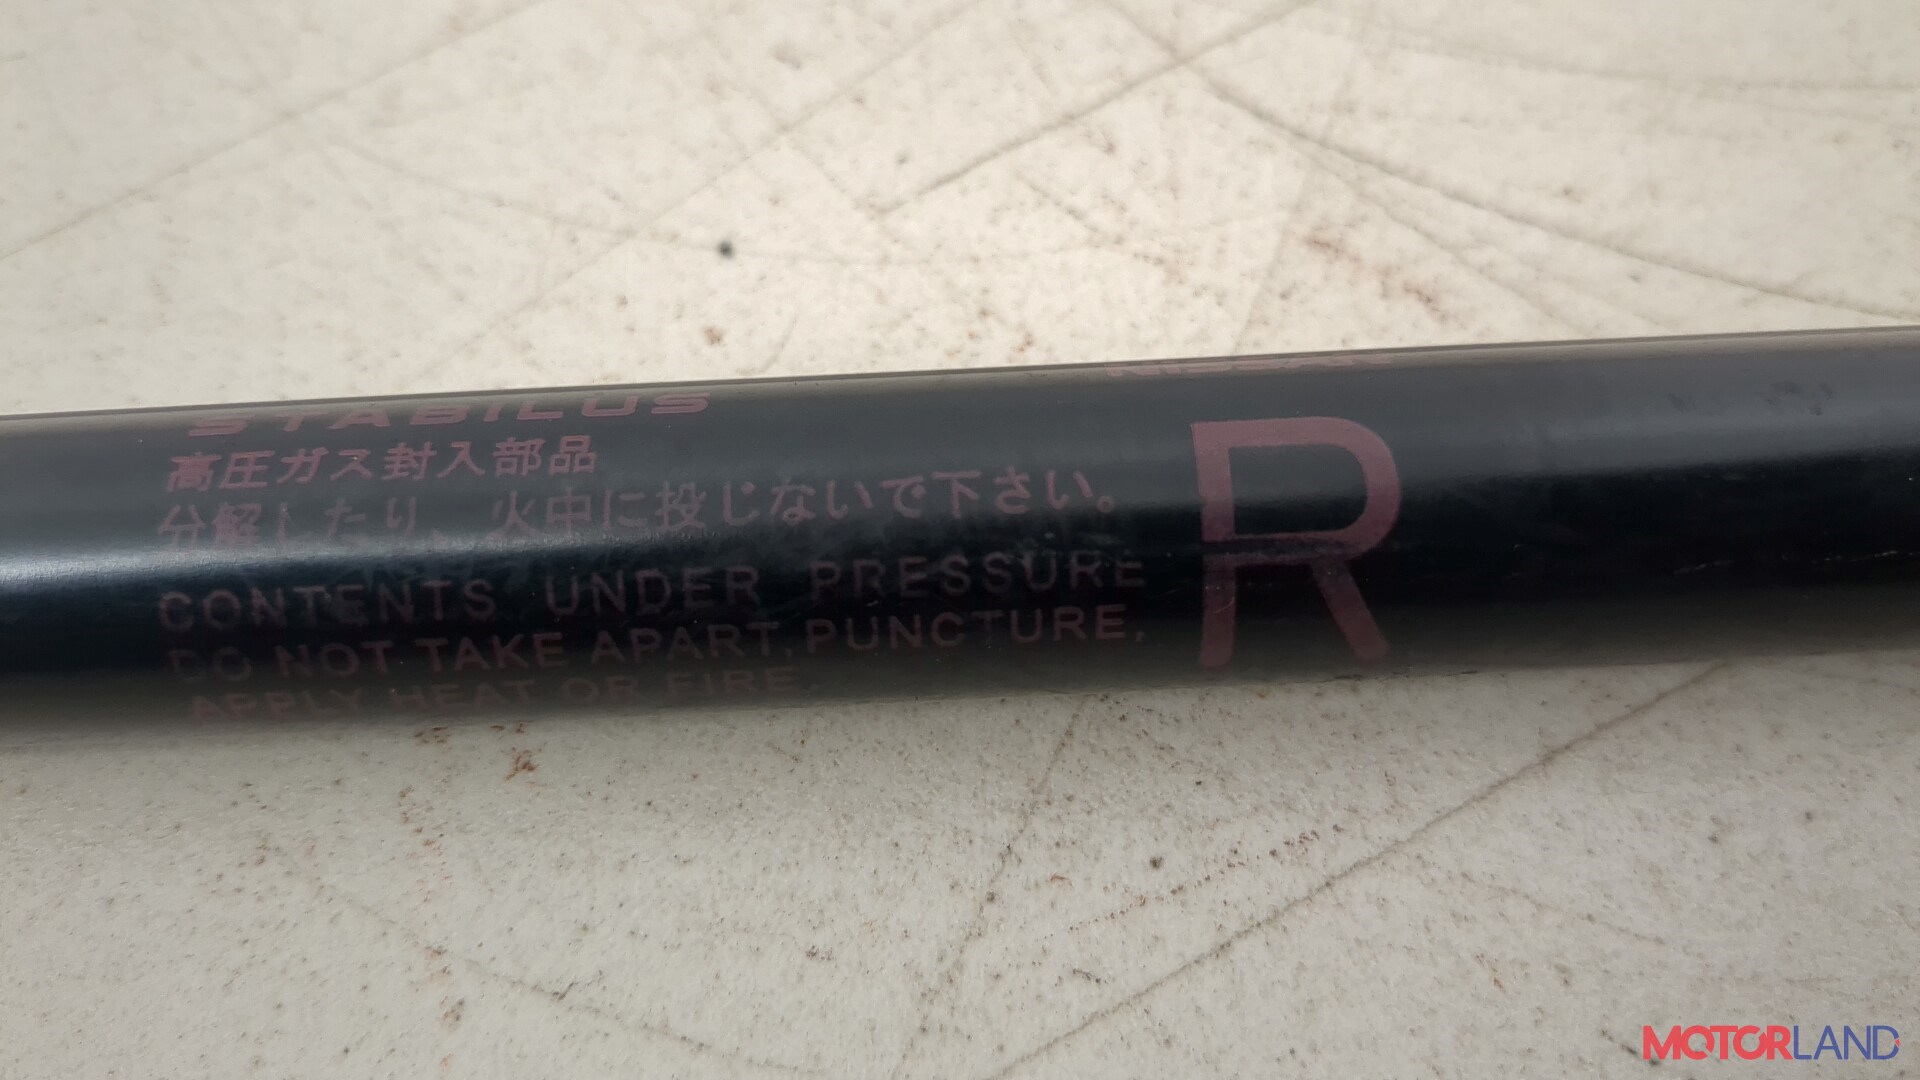 STABILUS
高圧ガス封入部品
分解したり、火中に投じないで下さい。
CONTENTS UNDER PRESSURE
DO NOT TAKE APART, PUNCTURE,
APPLY HEAT OR FIRE.
NISSAN
R
MOTORLAND